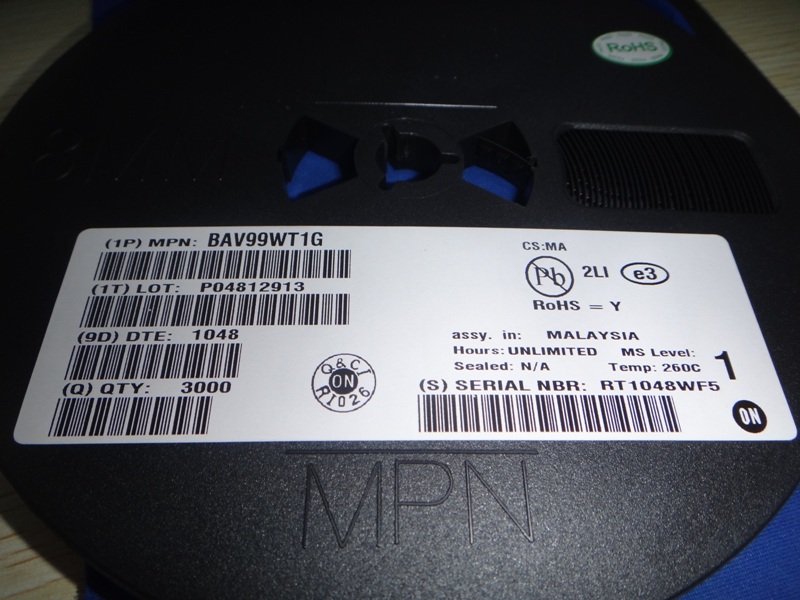 RoHS
(1P) MPN: BAV99WT1G
CS:MA
(1T) LOT: P04812913
Pb 2LI e3
RoHS = Y
(9D) DTE: 1048
assy. in: MALAYSIA
Hours: UNLIMITED MS Level: 1
Sealed: N/A Temp: 260C
(Q) QTY: 3000
Q&CI
ON
RI026
(S) SERIAL NBR: RT1048WF5
ON
MPN